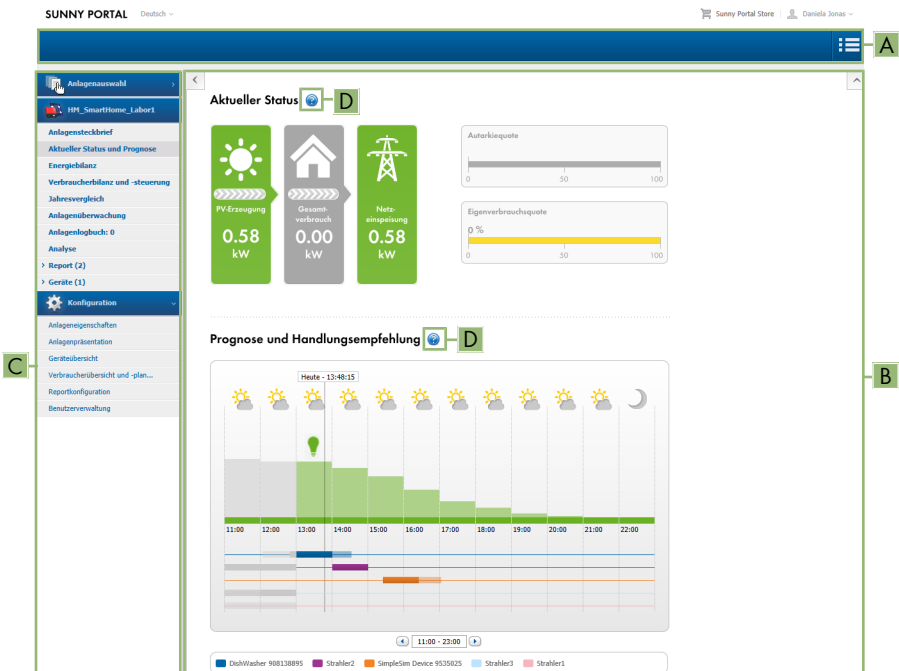 SUNNY PORTAL Deutsch
Sunny Portal Store Daniela Jonas
A
Anlagenauswahl
HM_SmartHome_Labor1
Anlagensteckbrief
Aktueller Status und Prognose
Energiebilanz
Verbraucherbilanz und -steuerung
Jahresvergleich
Anlagenüberwachung
Anlagenlogbuch: 0
Analyse
Report (2)
Geräte (1)
Konfiguration
Anlageneigenschaften
Anlagenpräsentation
Geräteübersicht
Verbraucherübersicht und -plan...
Reportkonfiguration
Benutzerverwaltung
C
Aktueller Status
D
PV-Erzeugung
0.58
kW
Gesamt-
verbrauch
0.00
kW
Netz-
einspeisung
0.58
kW
Autarkiequote
0 50 100
Eigenverbrauchsquote
0 %
0 50 100
Prognose und Handlungsempfehlung
D
B
Heute - 13:48:15
11:00 12:00 13:00 14:00 15:00 16:00 17:00 18:00 19:00 20:00 21:00 22:00
11:00 - 23:00
DishWasher 908138895 Strahler2 SimpleSim Device 9535025 Strahler3 Strahler1